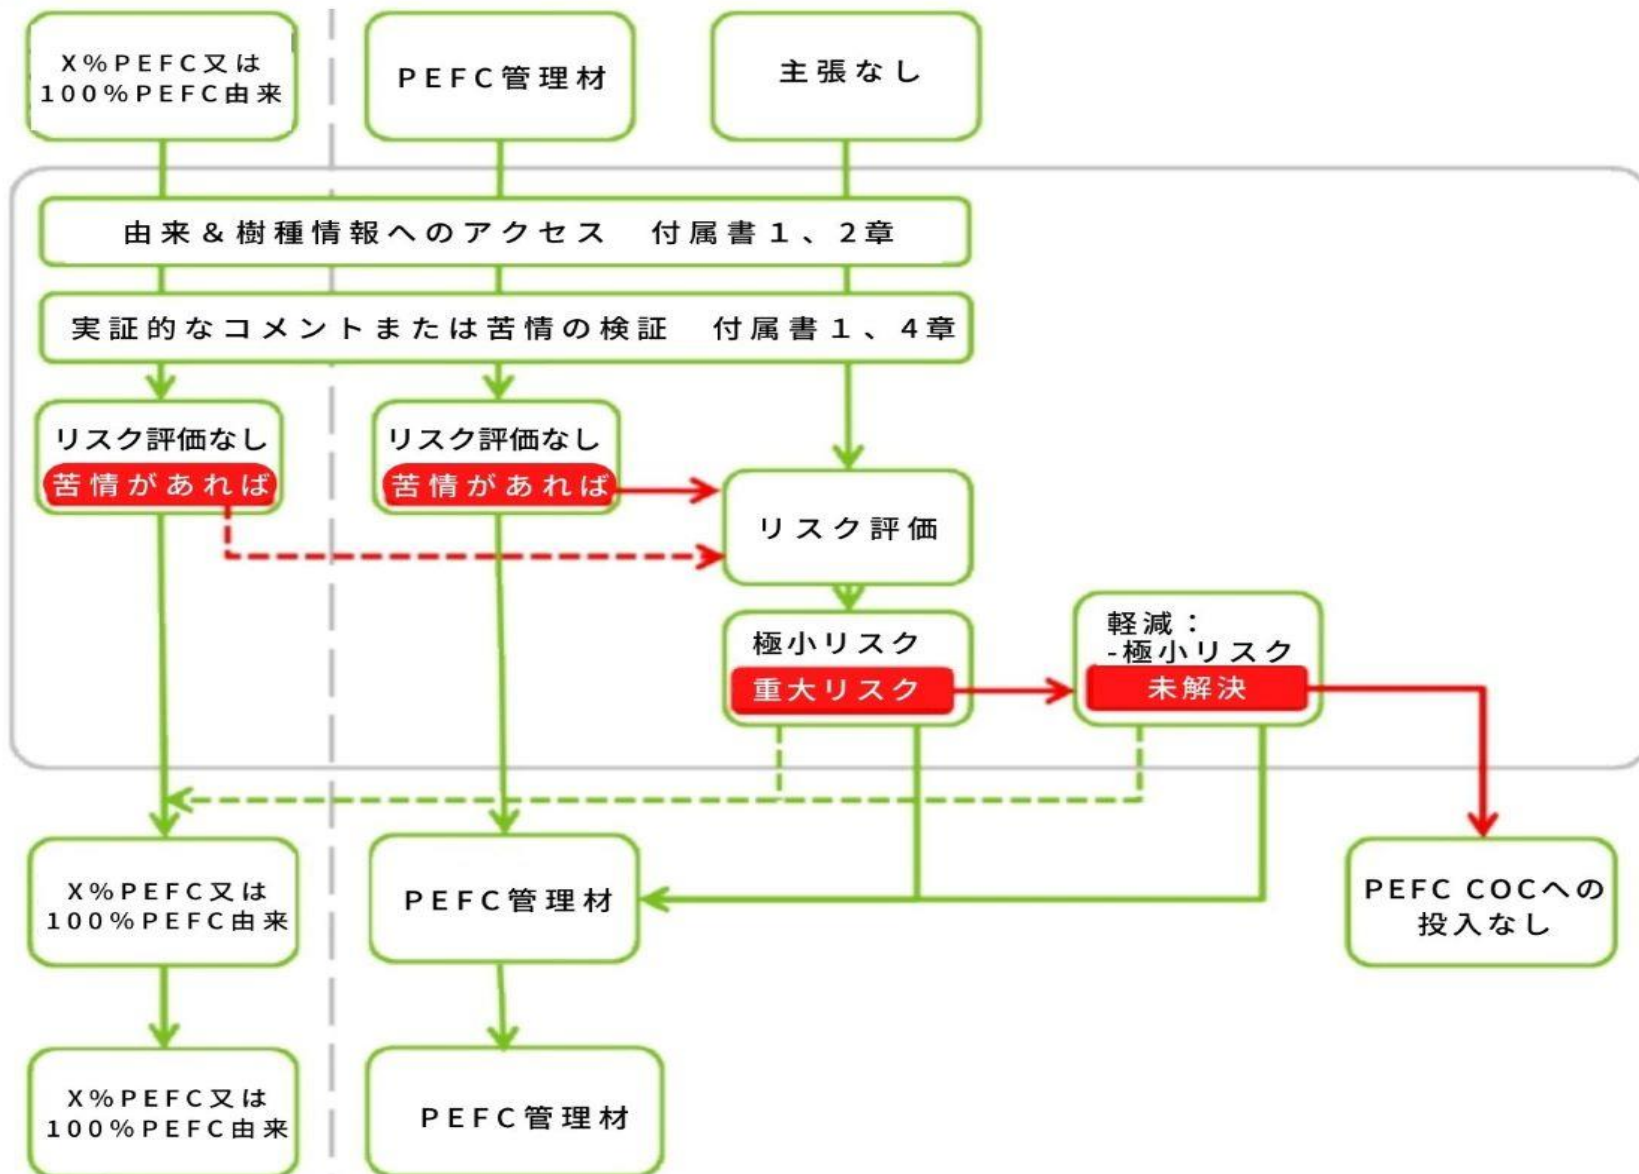 X%PEFC又は
100%PEFC由来
PEFC管理材
主張なし
由来&樹種情報へのアクセス　付属書1、2章
実証的なコメントまたは苦情の検証　付属書1、4章
リスク評価なし
苦情があれば
リスク評価なし
苦情があれば
リスク評価
極小リスク
重大リスク
軽減：
-極小リスク
未解決
X%PEFC又は
100%PEFC由来
PEFC管理材
PEFC COCへの
投入なし
X%PEFC又は
100%PEFC由来
PEFC管理材